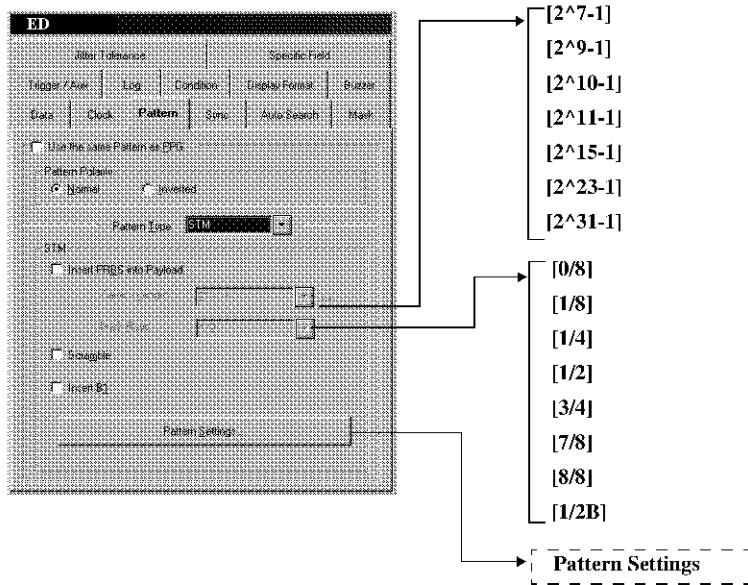 ED
Jitter Tolerance Specific Field
Trigger / Aux Log Condition Display Format Buzzer
Data Clock Pattern Sync Auto Search Mask
Use the same Pattern as PPG
Pattern Polarity
Normal Inverted
Pattern Type STM
STM
Insert PRBS into Payload
Scramble
Insert B1
Pattern Settings
[2^7-1]
[2^9-1]
[2^10-1]
[2^11-1]
[2^15-1]
[2^23-1]
[2^31-1]
[0/8]
[1/8]
[1/4]
[1/2]
[3/4]
[7/8]
[8/8]
[1/2B]
Pattern Settings